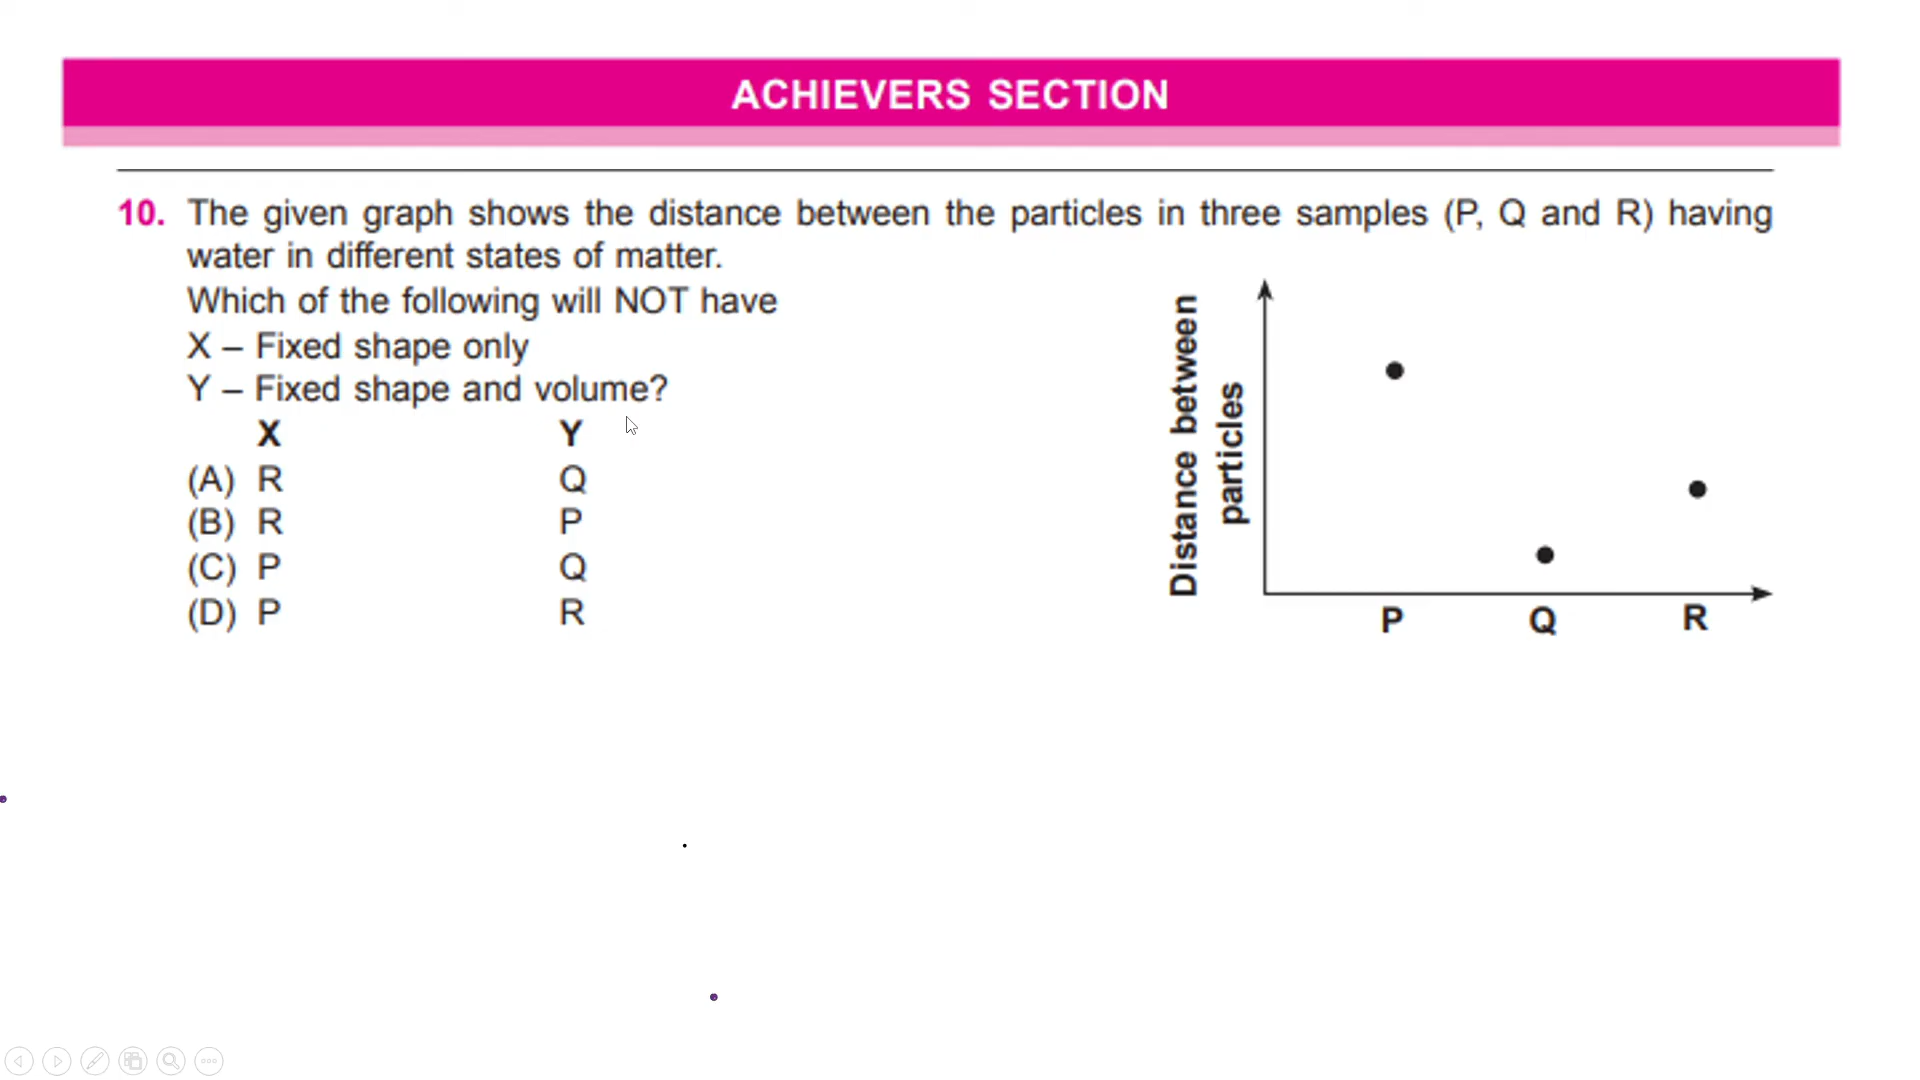 ACHIEVERS SECTION
10. The given graph shows the distance between the particles in three samples (P, Q and R) having
water in different states of matter.
Which of the following will NOT have
X – Fixed shape only
Y – Fixed shape and volume?
X Y
(A) R Q
(B) R P
(C) P Q
(D) P R
Distance between
particles
P Q R